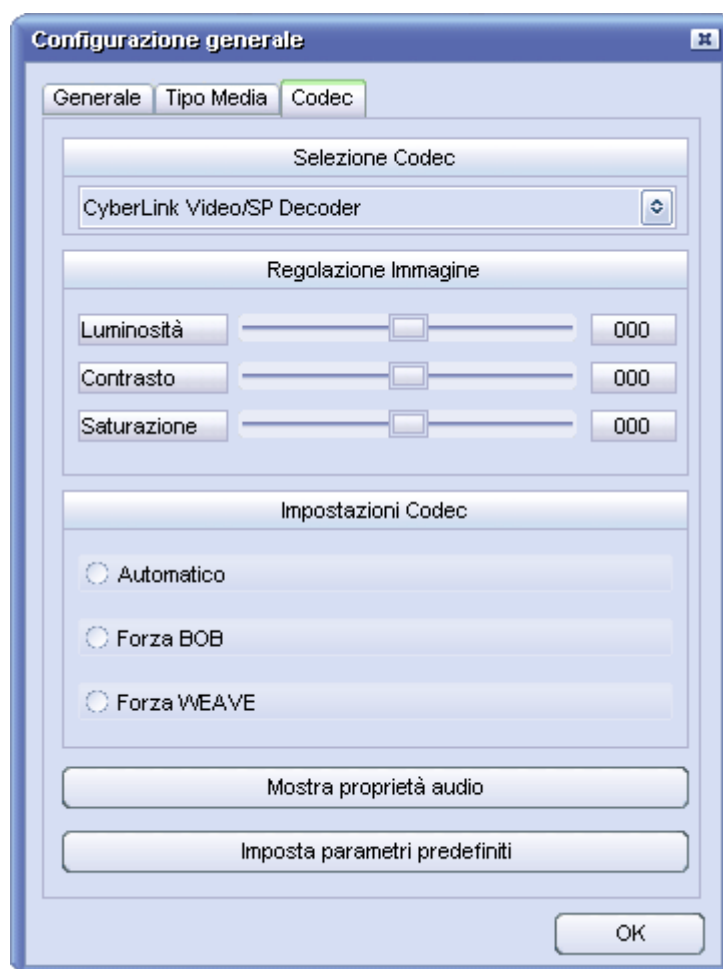 Configurazione generale
Generale Tipo Media Codec
Selezione Codec
CyberLink Video/SP Decoder
Regolazione Immagine
Luminosità 000
Contrasto 000
Saturazione 000
Impostazioni Codec
Automatico
Forza BOB
Forza WEAVE
Mostra proprietà audio
Imposta parametri predefiniti
OK